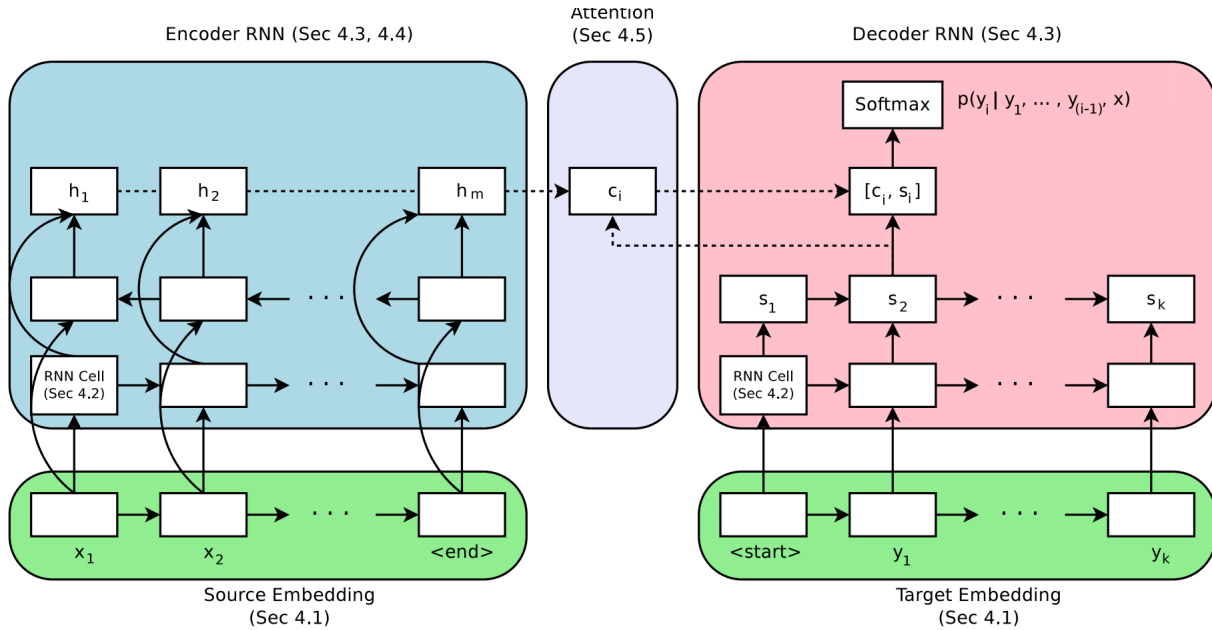 Attention
(Sec 4.5)
Encoder RNN (Sec 4.3, 4.4)
Decoder RNN (Sec 4.3)
Softmax
p(y_i | y_1, ... , y_(i-1), x)
h_1
h_2
h_m
c_i
[c_i, s_i]
s_1
s_2
. . .
s_k
. . .
RNN Cell
(Sec 4.2)
. . .
RNN Cell
(Sec 4.2)
. . .
. . .
. . .
x_1
x_2
<end>
<start>
y_1
y_k
Source Embedding
(Sec 4.1)
Target Embedding
(Sec 4.1)